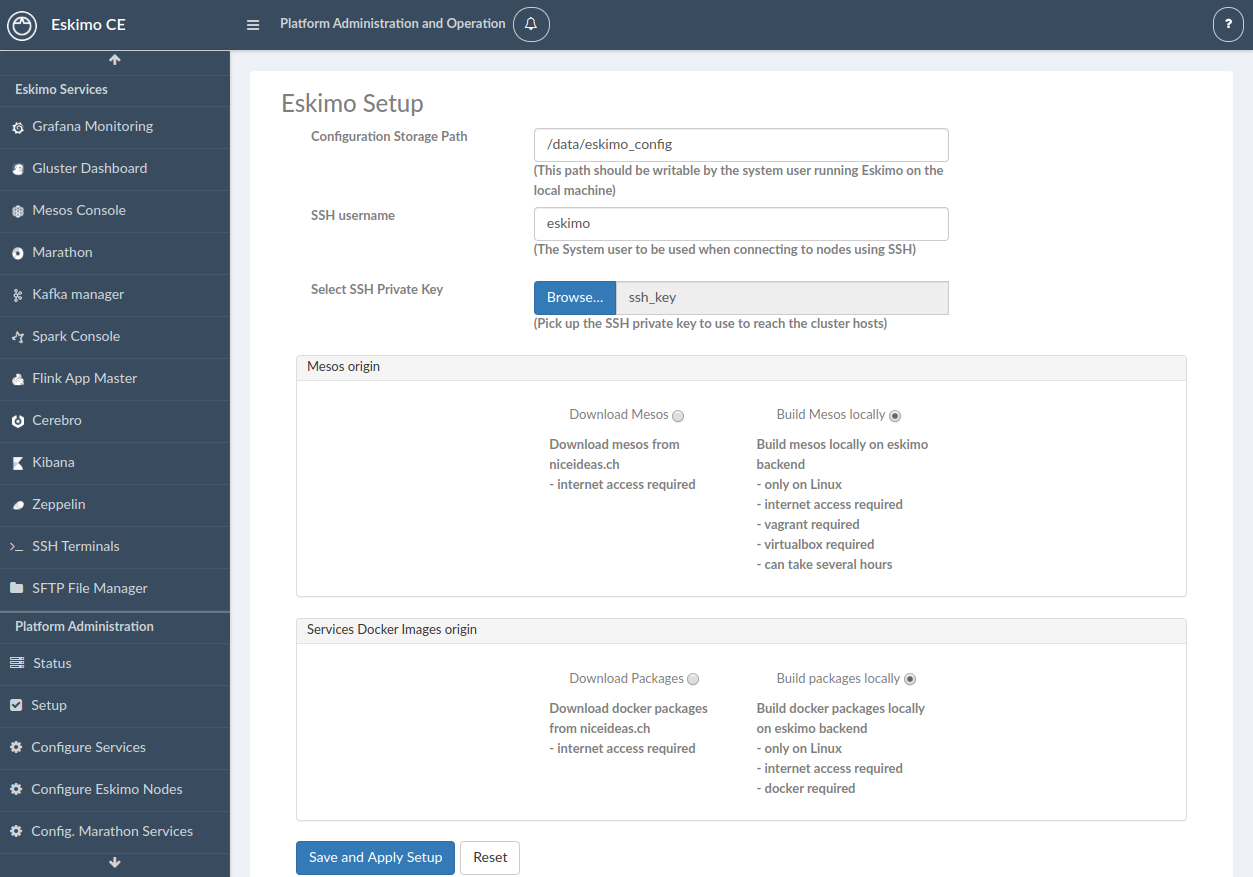 Eskimo CE
Platform Administration and Operation
?
Eskimo Services
Grafana Monitoring
Gluster Dashboard
Mesos Console
Marathon
Kafka manager
Spark Console
Flink App Master
Cerebro
Kibana
Zeppelin
SSH Terminals
SFTP File Manager
Platform Administration
Status
Setup
Configure Services
Configure Eskimo Nodes
Config. Marathon Services
Eskimo Setup
Configuration Storage Path
/data/eskimo_config
(This path should be writable by the system user running Eskimo on the
local machine)
SSH username
eskimo
(The System user to be used when connecting to nodes using SSH)
Select SSH Private Key
Browse... ssh_key
(Pick up the SSH private key to use to reach the cluster hosts)
Mesos origin
Download Mesos
Download mesos from
niceideas.ch
- internet access required
Build Mesos locally
Build mesos locally on eskimo
backend
- only on Linux
- internet access required
- vagrant required
- virtualbox required
- can take several hours
Services Docker Images origin
Download Packages
Download docker packages
from niceideas.ch
- internet access required
Build packages locally
Build docker packages locally
on eskimo backend
- only on Linux
- internet access required
- docker required
Save and Apply Setup
Reset